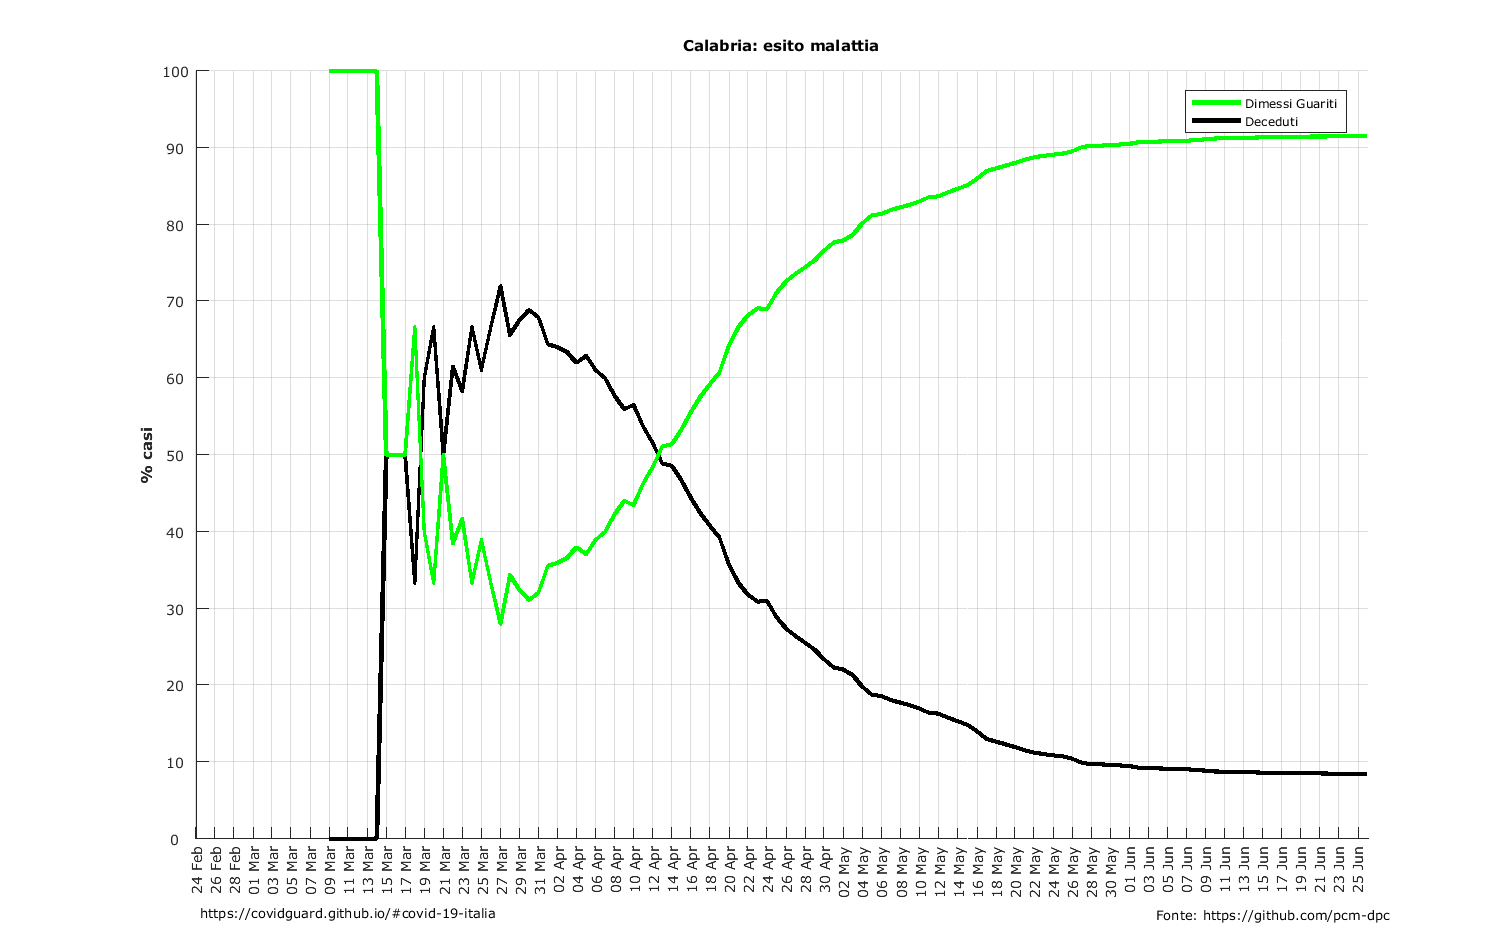 Calabria: esito malattia
100
90
80
70
60
50
40
30
20
10
0
% casi
Dimessi Guariti
Deceduti
24 Feb
26 Feb
28 Feb
01 Mar
03 Mar
05 Mar
07 Mar
09 Mar
11 Mar
13 Mar
15 Mar
17 Mar
19 Mar
21 Mar
23 Mar
25 Mar
27 Mar
29 Mar
31 Mar
02 Apr
04 Apr
06 Apr
08 Apr
10 Apr
12 Apr
14 Apr
16 Apr
18 Apr
20 Apr
22 Apr
24 Apr
26 Apr
28 Apr
30 Apr
02 May
04 May
06 May
08 May
10 May
12 May
14 May
16 May
18 May
20 May
22 May
24 May
26 May
28 May
30 May
01 Jun
03 Jun
05 Jun
07 Jun
09 Jun
11 Jun
13 Jun
15 Jun
17 Jun
19 Jun
21 Jun
23 Jun
25 Jun
https://covidguard.github.io/#covid-19-italia
Fonte: https://github.com/pcm-dpc